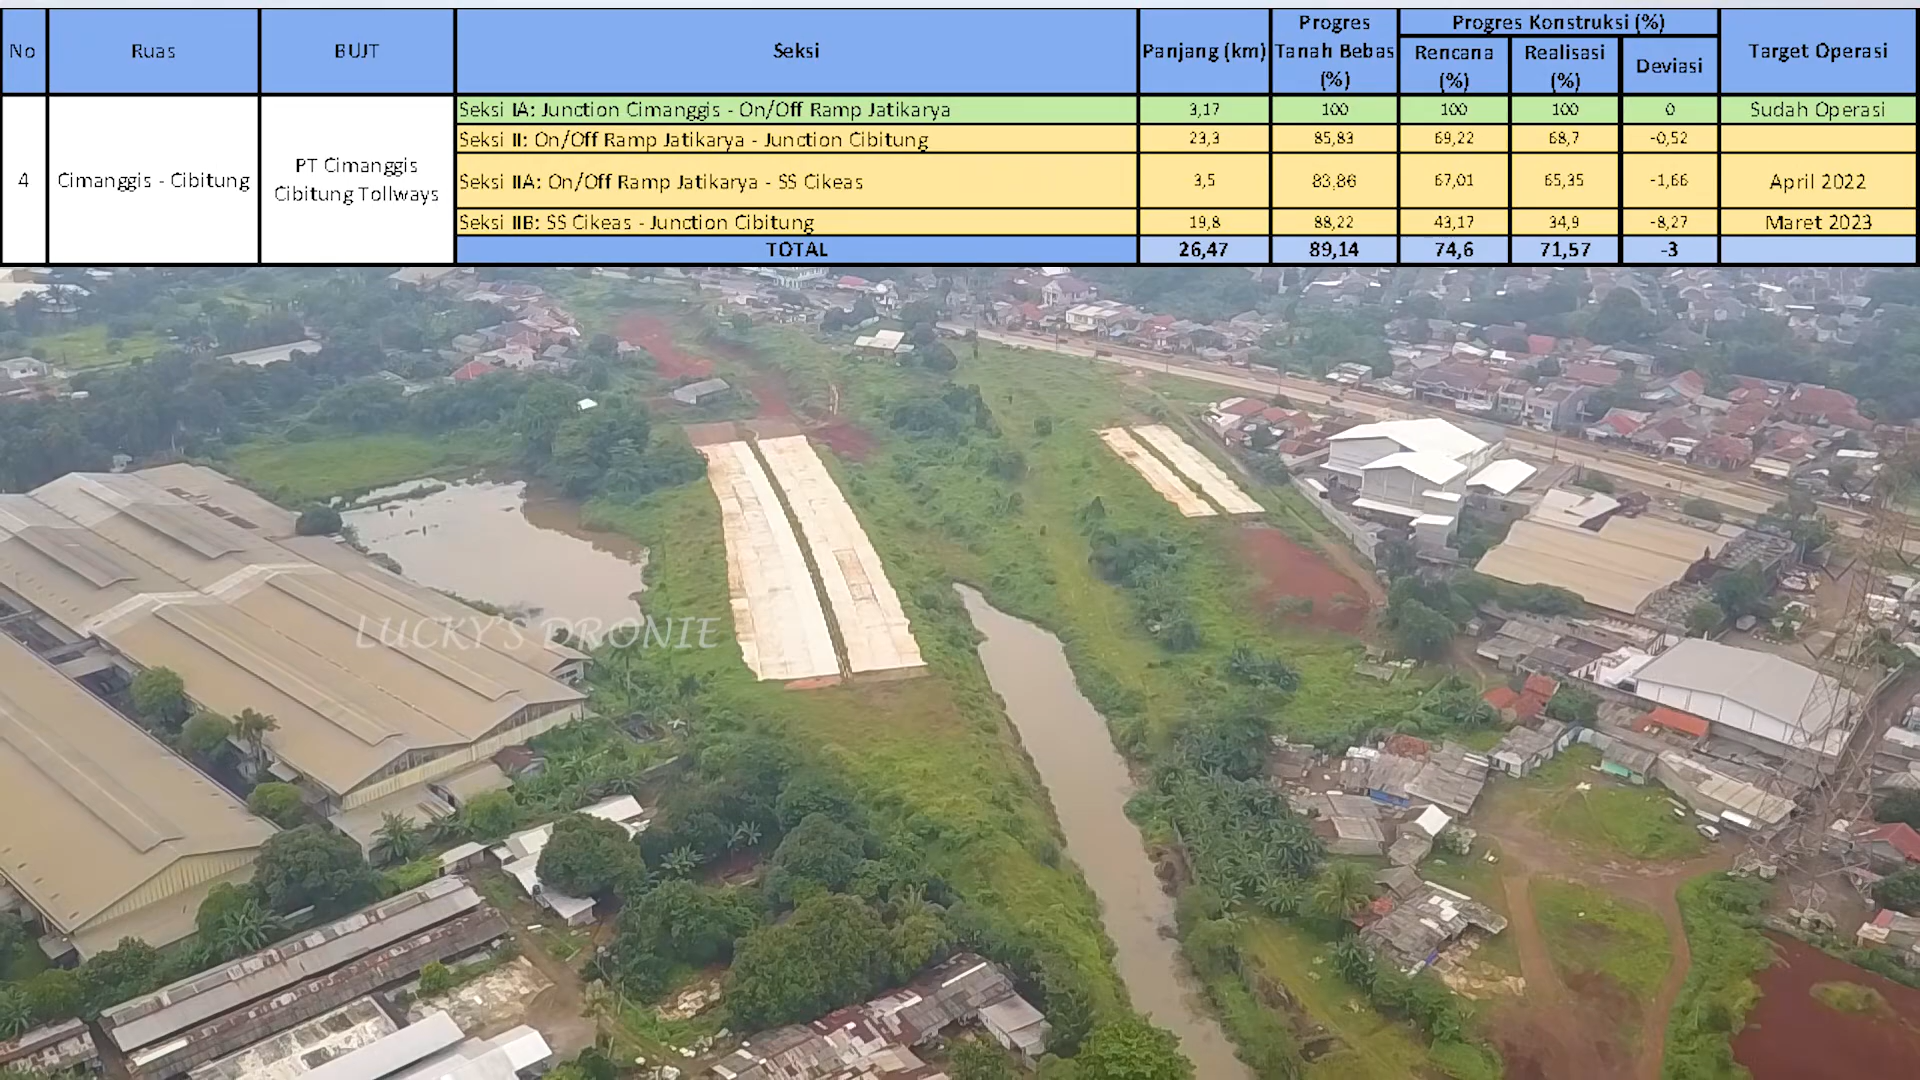 No Ruas BUJT Seksi Panjang (km) Progres Tanah Bebas (%) Progres Konstruksi (%) Target Operasi
Rencana (%) Realisasi (%) Deviasi
4 Cimanggis - Cibitung PT Cimanggis Cibitung Tollways
Seksi IA: Junction Cimanggis - On/Off Ramp Jatikarya 3,17 100 100 100 0 Sudah Operasi
Seksi II: On/Off Ramp Jatikarya - Junction Cibitung 23,3 85,83 69,22 68,7 -0,52
Seksi IIA: On/Off Ramp Jatikarya - SS Cikeas 3,5 83,86 67,01 65,35 -1,66 April 2022
Seksi IIB: SS Cikeas - Junction Cibitung 19,8 88,22 43,17 34,9 -8,27 Maret 2023
TOTAL 26,47 89,14 74,6 71,57 -3
LUCKY'S DRONIE